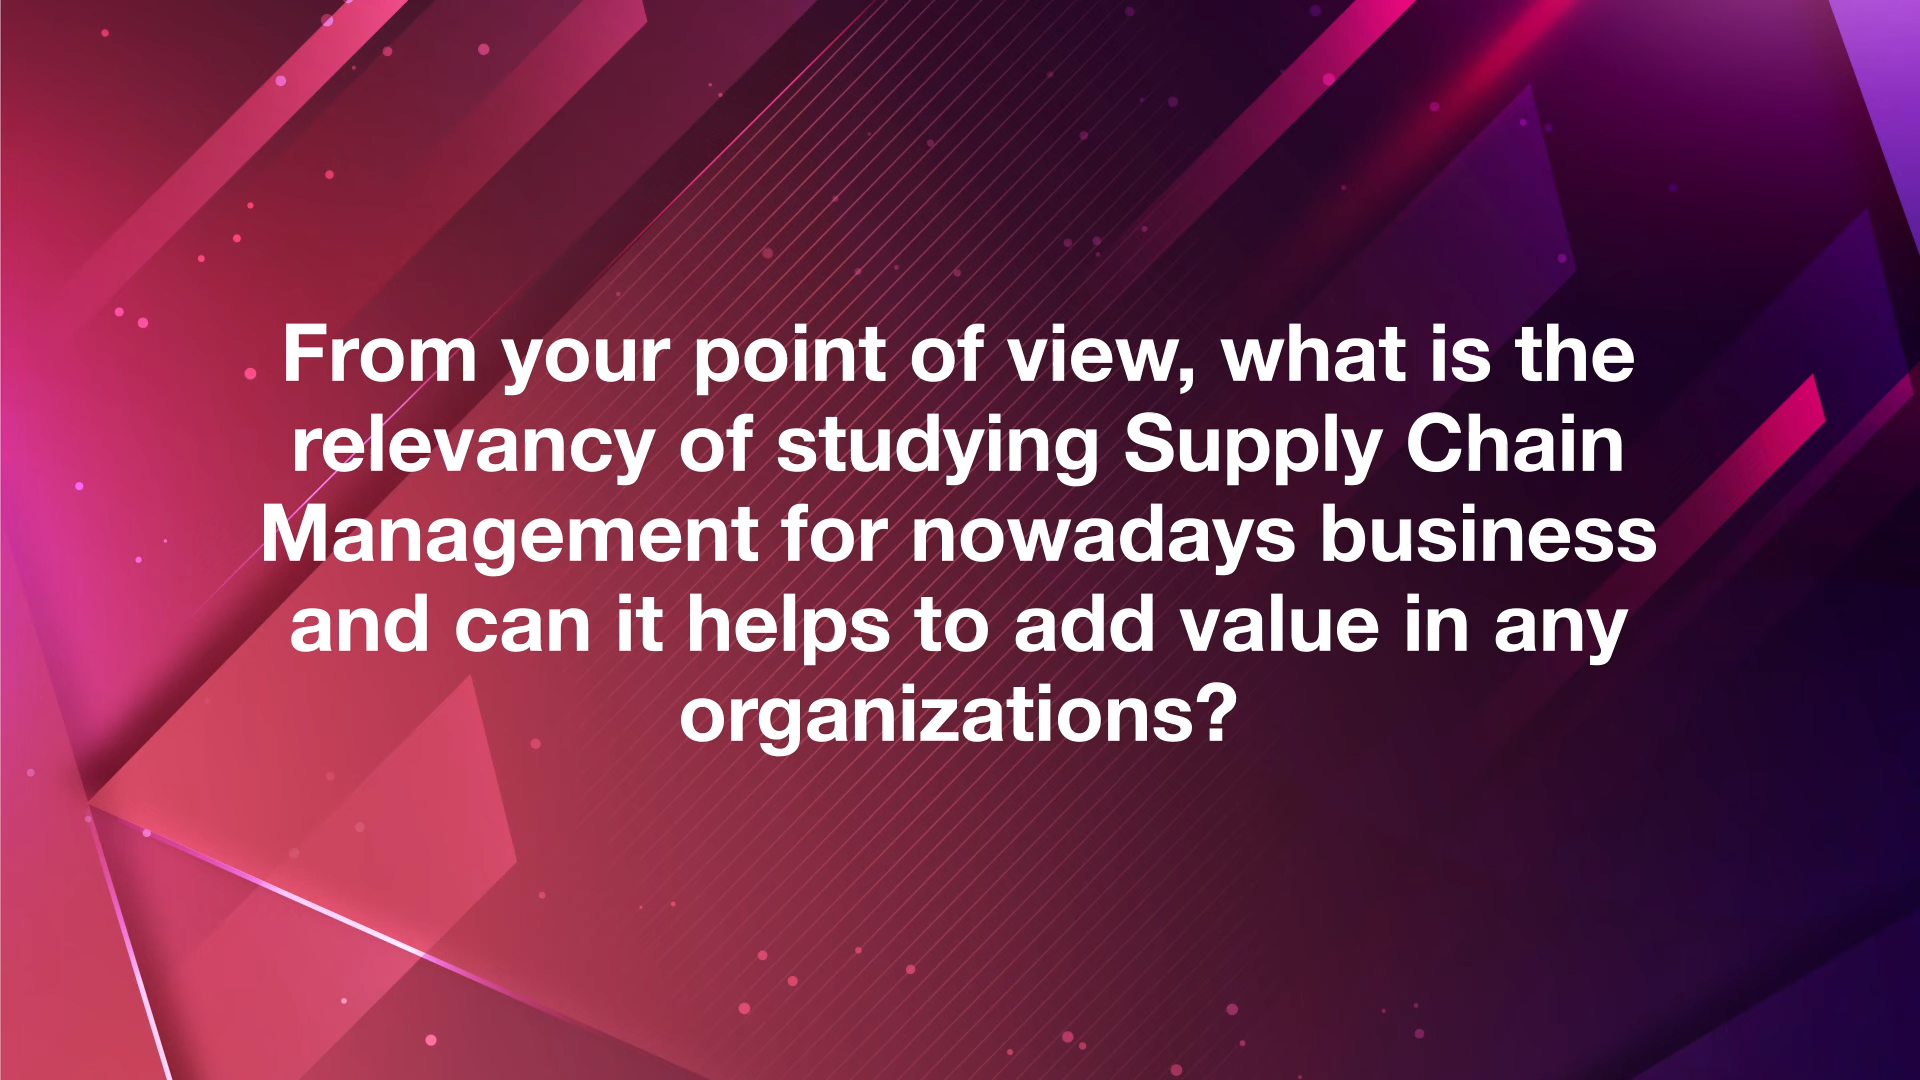 From your point of view, what is the
relevancy of studying Supply Chain
Management for nowadays business
and can it helps to add value in any
organizations?